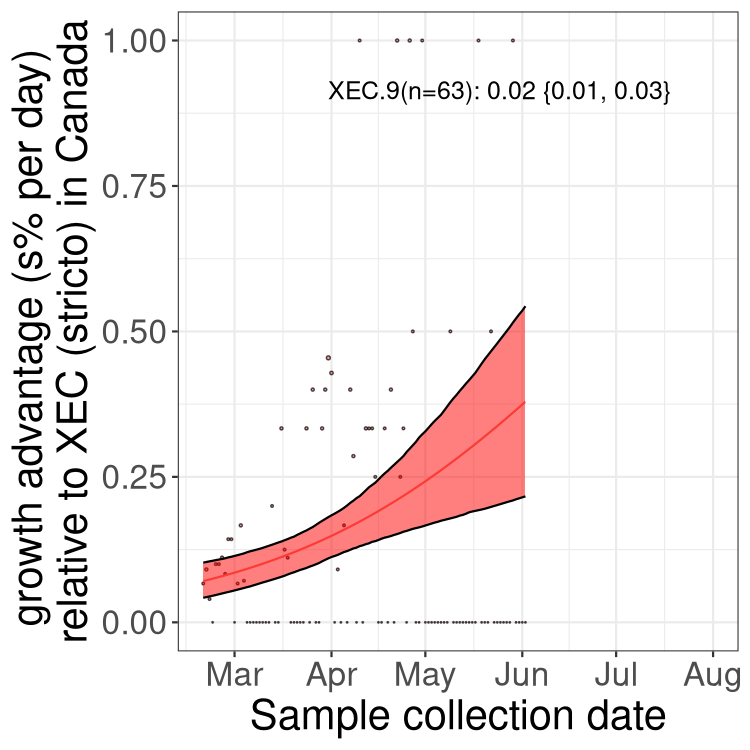 growth advantage (s% per day)
relative to XEC (stricto) in Canada
1.00
0.75
0.50
0.25
0.00
XEC.9(n=63): 0.02 {0.01, 0.03}
Mar Apr May Jun Jul Aug
Sample collection date